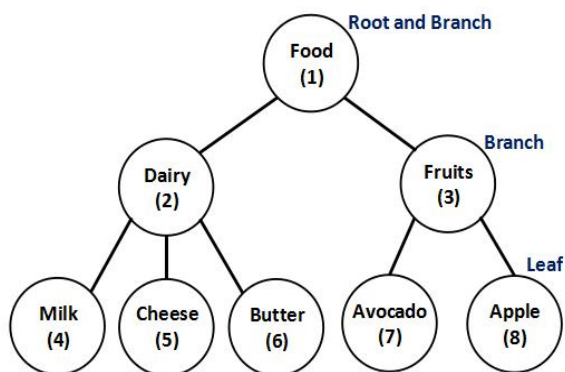 Root and Branch
Food
(1)
Branch
Dairy
(2)
Fruits
(3)
Leaf
Milk
(4)
Cheese
(5)
Butter
(6)
Avocado
(7)
Apple
(8)